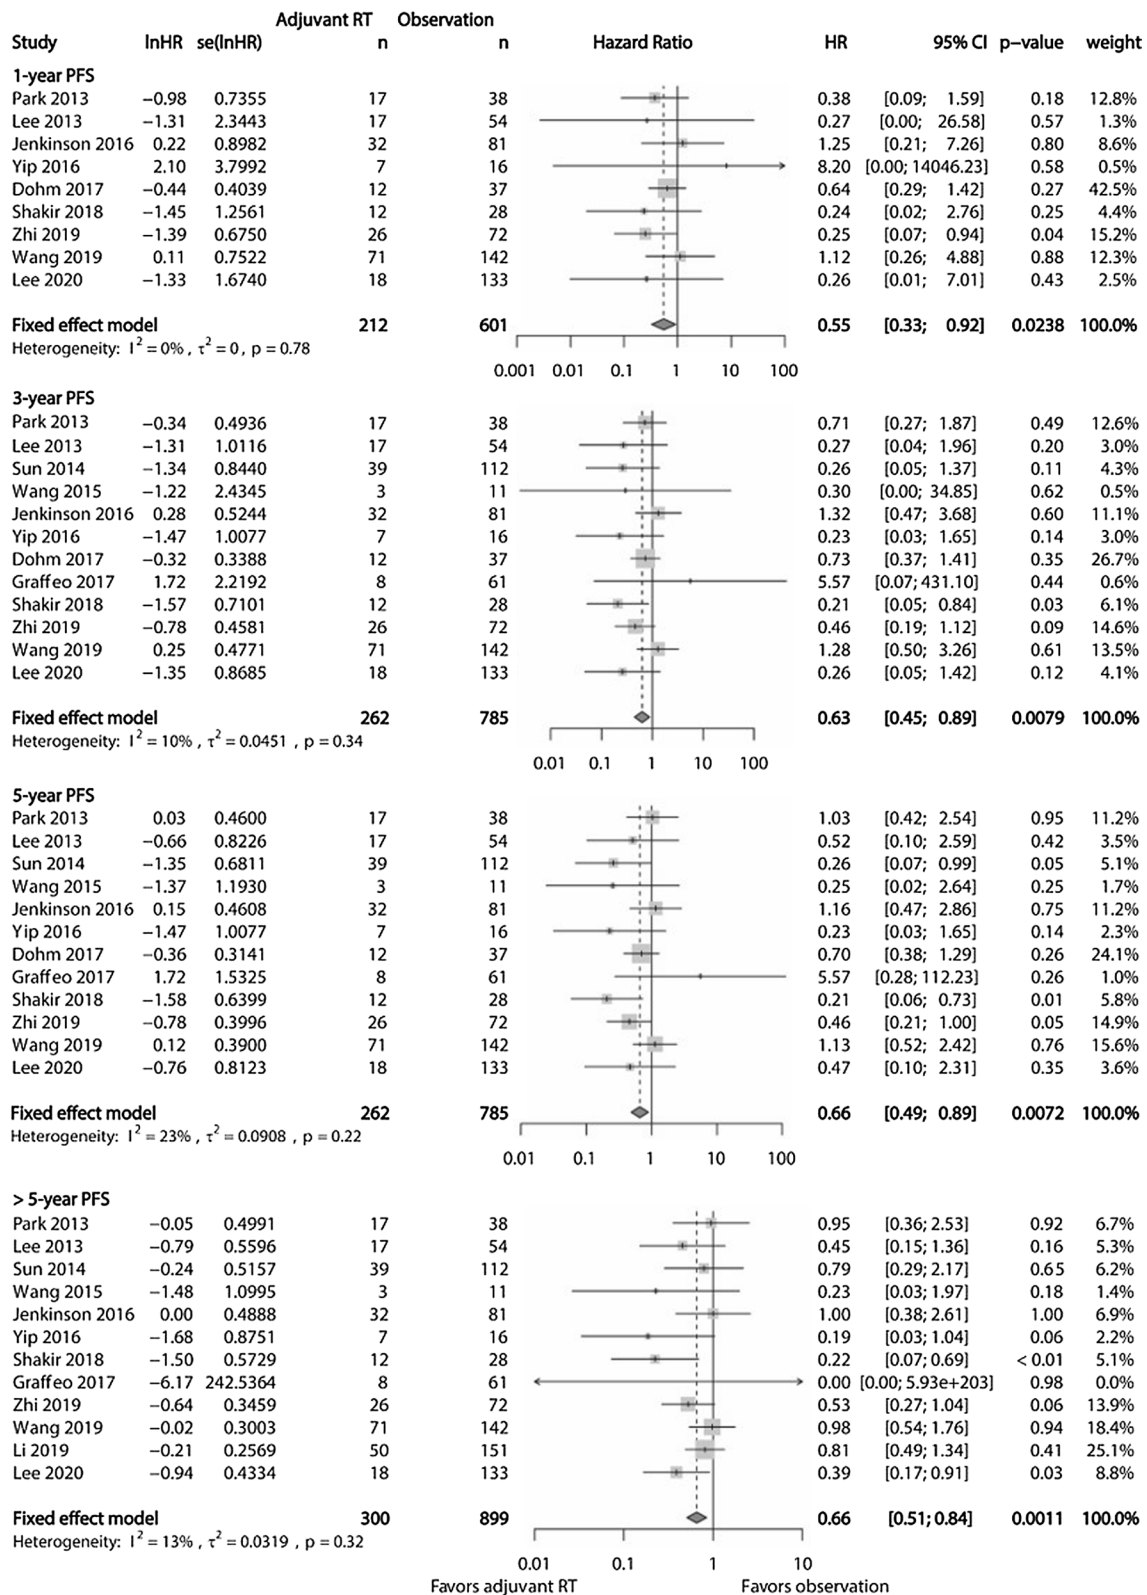 Adjuvant RT Observation
Study lnHR se(lnHR) n n Hazard Ratio HR 95% CI p−value weight
1-year PFS
Park 2013 −0.98 0.7355 17 38 0.38 [0.09; 1.59] 0.18 12.8%
Lee 2013 −1.31 2.3443 17 54 0.27 [0.00; 26.58] 0.57 1.3%
Jenkinson 2016 0.22 0.8982 32 81 1.25 [0.21; 7.26] 0.80 8.6%
Yip 2016 2.10 3.7992 7 16 8.20 [0.00; 14046.23] 0.58 0.5%
Dohm 2017 −0.44 0.4039 12 37 0.64 [0.29; 1.42] 0.27 42.5%
Shakir 2018 −1.45 1.2561 12 28 0.24 [0.02; 2.76] 0.25 4.4%
Zhi 2019 −1.39 0.6750 26 72 0.25 [0.07; 0.94] 0.04 15.2%
Wang 2019 0.11 0.7522 71 142 1.12 [0.26; 4.88] 0.88 12.3%
Lee 2020 −1.33 1.6740 18 133 0.26 [0.01; 7.01] 0.43 2.5%
Fixed effect model 212 601 0.55 [0.33; 0.92] 0.0238 100.0%
Heterogeneity: I² = 0% , τ² = 0 , p = 0.78
0.001 0.01 0.1 1 10 100
3-year PFS
Park 2013 −0.34 0.4936 17 38 0.71 [0.27; 1.87] 0.49 12.6%
Lee 2013 −1.31 1.0116 17 54 0.27 [0.04; 1.96] 0.20 3.0%
Sun 2014 −1.34 0.8440 39 112 0.26 [0.05; 1.37] 0.11 4.3%
Wang 2015 −1.22 2.4345 3 11 0.30 [0.00; 34.85] 0.62 0.5%
Jenkinson 2016 0.28 0.5244 32 81 1.32 [0.47; 3.68] 0.60 11.1%
Yip 2016 −1.47 1.0077 7 16 0.23 [0.03; 1.65] 0.14 3.0%
Dohm 2017 −0.32 0.3388 12 37 0.73 [0.37; 1.41] 0.35 26.7%
Graffeo 2017 1.72 2.2192 8 61 5.57 [0.07; 431.10] 0.44 0.6%
Shakir 2018 −1.57 0.7101 12 28 0.21 [0.05; 0.84] 0.03 6.1%
Zhi 2019 −0.78 0.4581 26 72 0.46 [0.19; 1.12] 0.09 14.6%
Wang 2019 0.25 0.4771 71 142 1.28 [0.50; 3.26] 0.61 13.5%
Lee 2020 −1.35 0.8685 18 133 0.26 [0.05; 1.42] 0.12 4.1%
Fixed effect model 262 785 0.63 [0.45; 0.89] 0.0079 100.0%
Heterogeneity: I² = 10% , τ² = 0.0451 , p = 0.34
0.01 0.1 1 10 100
5-year PFS
Park 2013 0.03 0.4600 17 38 1.03 [0.42; 2.54] 0.95 11.2%
Lee 2013 −0.66 0.8226 17 54 0.52 [0.10; 2.59] 0.42 3.5%
Sun 2014 −1.35 0.6811 39 112 0.26 [0.07; 0.99] 0.05 5.1%
Wang 2015 −1.37 1.1930 3 11 0.25 [0.02; 2.64] 0.25 1.7%
Jenkinson 2016 0.15 0.4608 32 81 1.16 [0.47; 2.86] 0.75 11.2%
Yip 2016 −1.47 1.0077 7 16 0.23 [0.03; 1.65] 0.14 2.3%
Dohm 2017 −0.36 0.3141 12 37 0.70 [0.38; 1.29] 0.26 24.1%
Graffeo 2017 1.72 1.5325 8 61 5.57 [0.28; 112.23] 0.26 1.0%
Shakir 2018 −1.58 0.6399 12 28 0.21 [0.06; 0.73] 0.01 5.8%
Zhi 2019 −0.78 0.3996 26 72 0.46 [0.21; 1.00] 0.05 14.9%
Wang 2019 0.12 0.3900 71 142 1.13 [0.52; 2.42] 0.76 15.6%
Lee 2020 −0.76 0.8123 18 133 0.47 [0.10; 2.31] 0.35 3.6%
Fixed effect model 262 785 0.66 [0.49; 0.89] 0.0072 100.0%
Heterogeneity: I² = 23% , τ² = 0.0908 , p = 0.22
0.01 0.1 1 10 100
> 5-year PFS
Park 2013 −0.05 0.4991 17 38 0.95 [0.36; 2.53] 0.92 6.7%
Lee 2013 −0.79 0.5596 17 54 0.45 [0.15; 1.36] 0.16 5.3%
Sun 2014 −0.24 0.5157 39 112 0.79 [0.29; 2.17] 0.65 6.2%
Wang 2015 −1.48 1.0995 3 11 0.23 [0.03; 1.97] 0.18 1.4%
Jenkinson 2016 0.00 0.4888 32 81 1.00 [0.38; 2.61] 1.00 6.9%
Yip 2016 −1.68 0.8751 7 16 0.19 [0.03; 1.04] 0.06 2.2%
Shakir 2018 −1.50 0.5729 12 28 0.22 [0.07; 0.69] < 0.01 5.1%
Graffeo 2017 −6.17 242.5364 8 61 0.00 [0.00; 5.93e+203] 0.98 0.0%
Zhi 2019 −0.64 0.3459 26 72 0.53 [0.27; 1.04] 0.06 13.9%
Wang 2019 −0.02 0.3003 71 142 0.98 [0.54; 1.76] 0.94 18.4%
Li 2019 −0.21 0.2569 50 151 0.81 [0.49; 1.34] 0.41 25.1%
Lee 2020 −0.94 0.4334 18 133 0.39 [0.17; 0.91] 0.03 8.8%
Fixed effect model 300 899 0.66 [0.51; 0.84] 0.0011 100.0%
Heterogeneity: I² = 13% , τ² = 0.0319 , p = 0.32
0.01 0.1 1 10
Favors adjuvant RT Favors observation